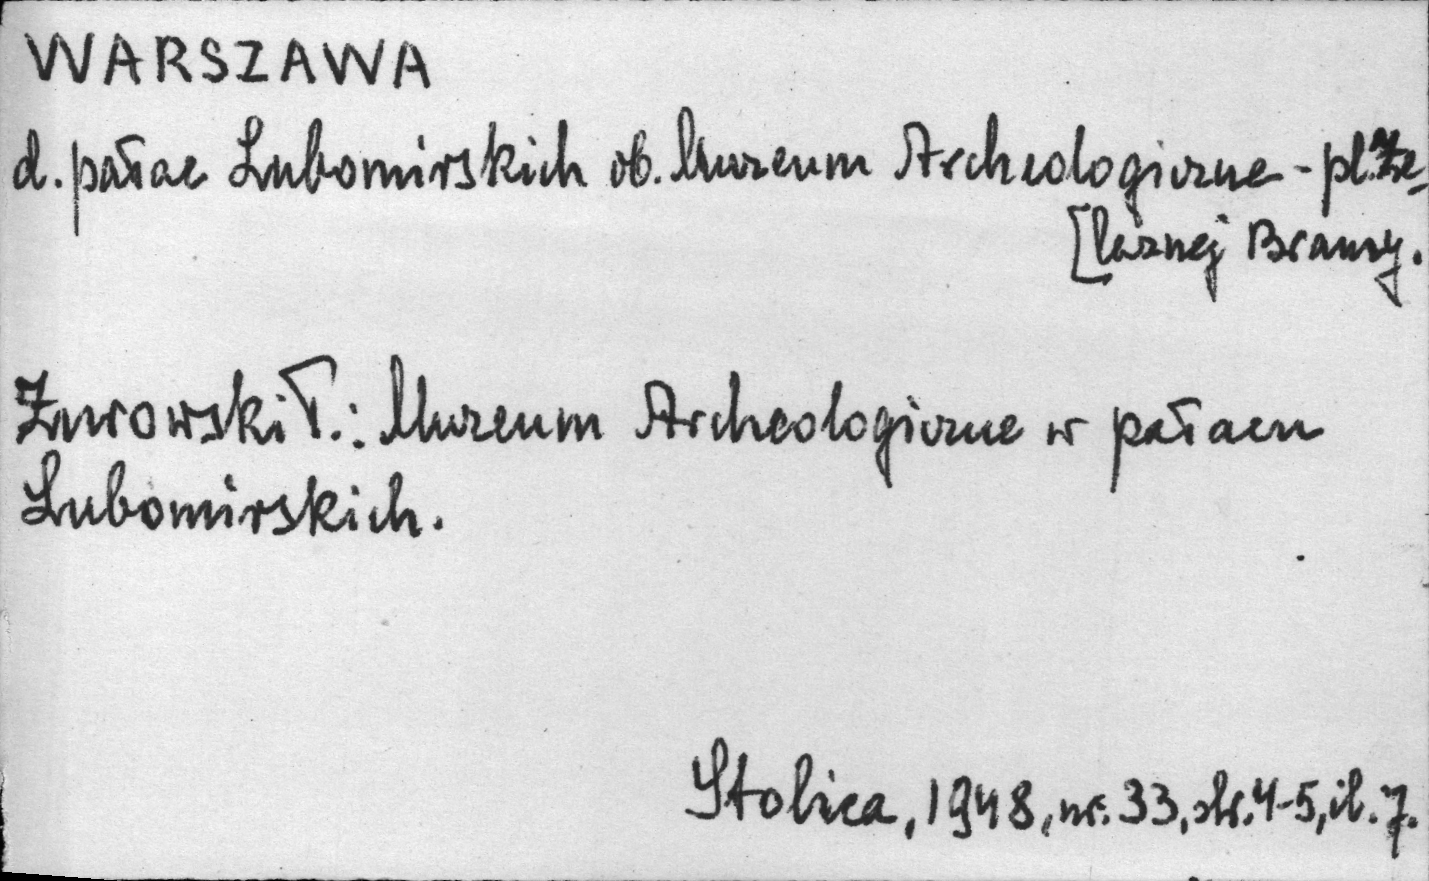 WARSZAWA
d. pałac Lubomirskich ob. Muzeum Archeologiczne - pl. Że-
[laznej Bramy.
Żurowski T.: Muzeum Archeologiczne w pałacu
Lubomirskich.
Stolica, 1948, nr. 33, str. 4-5, il. 7.